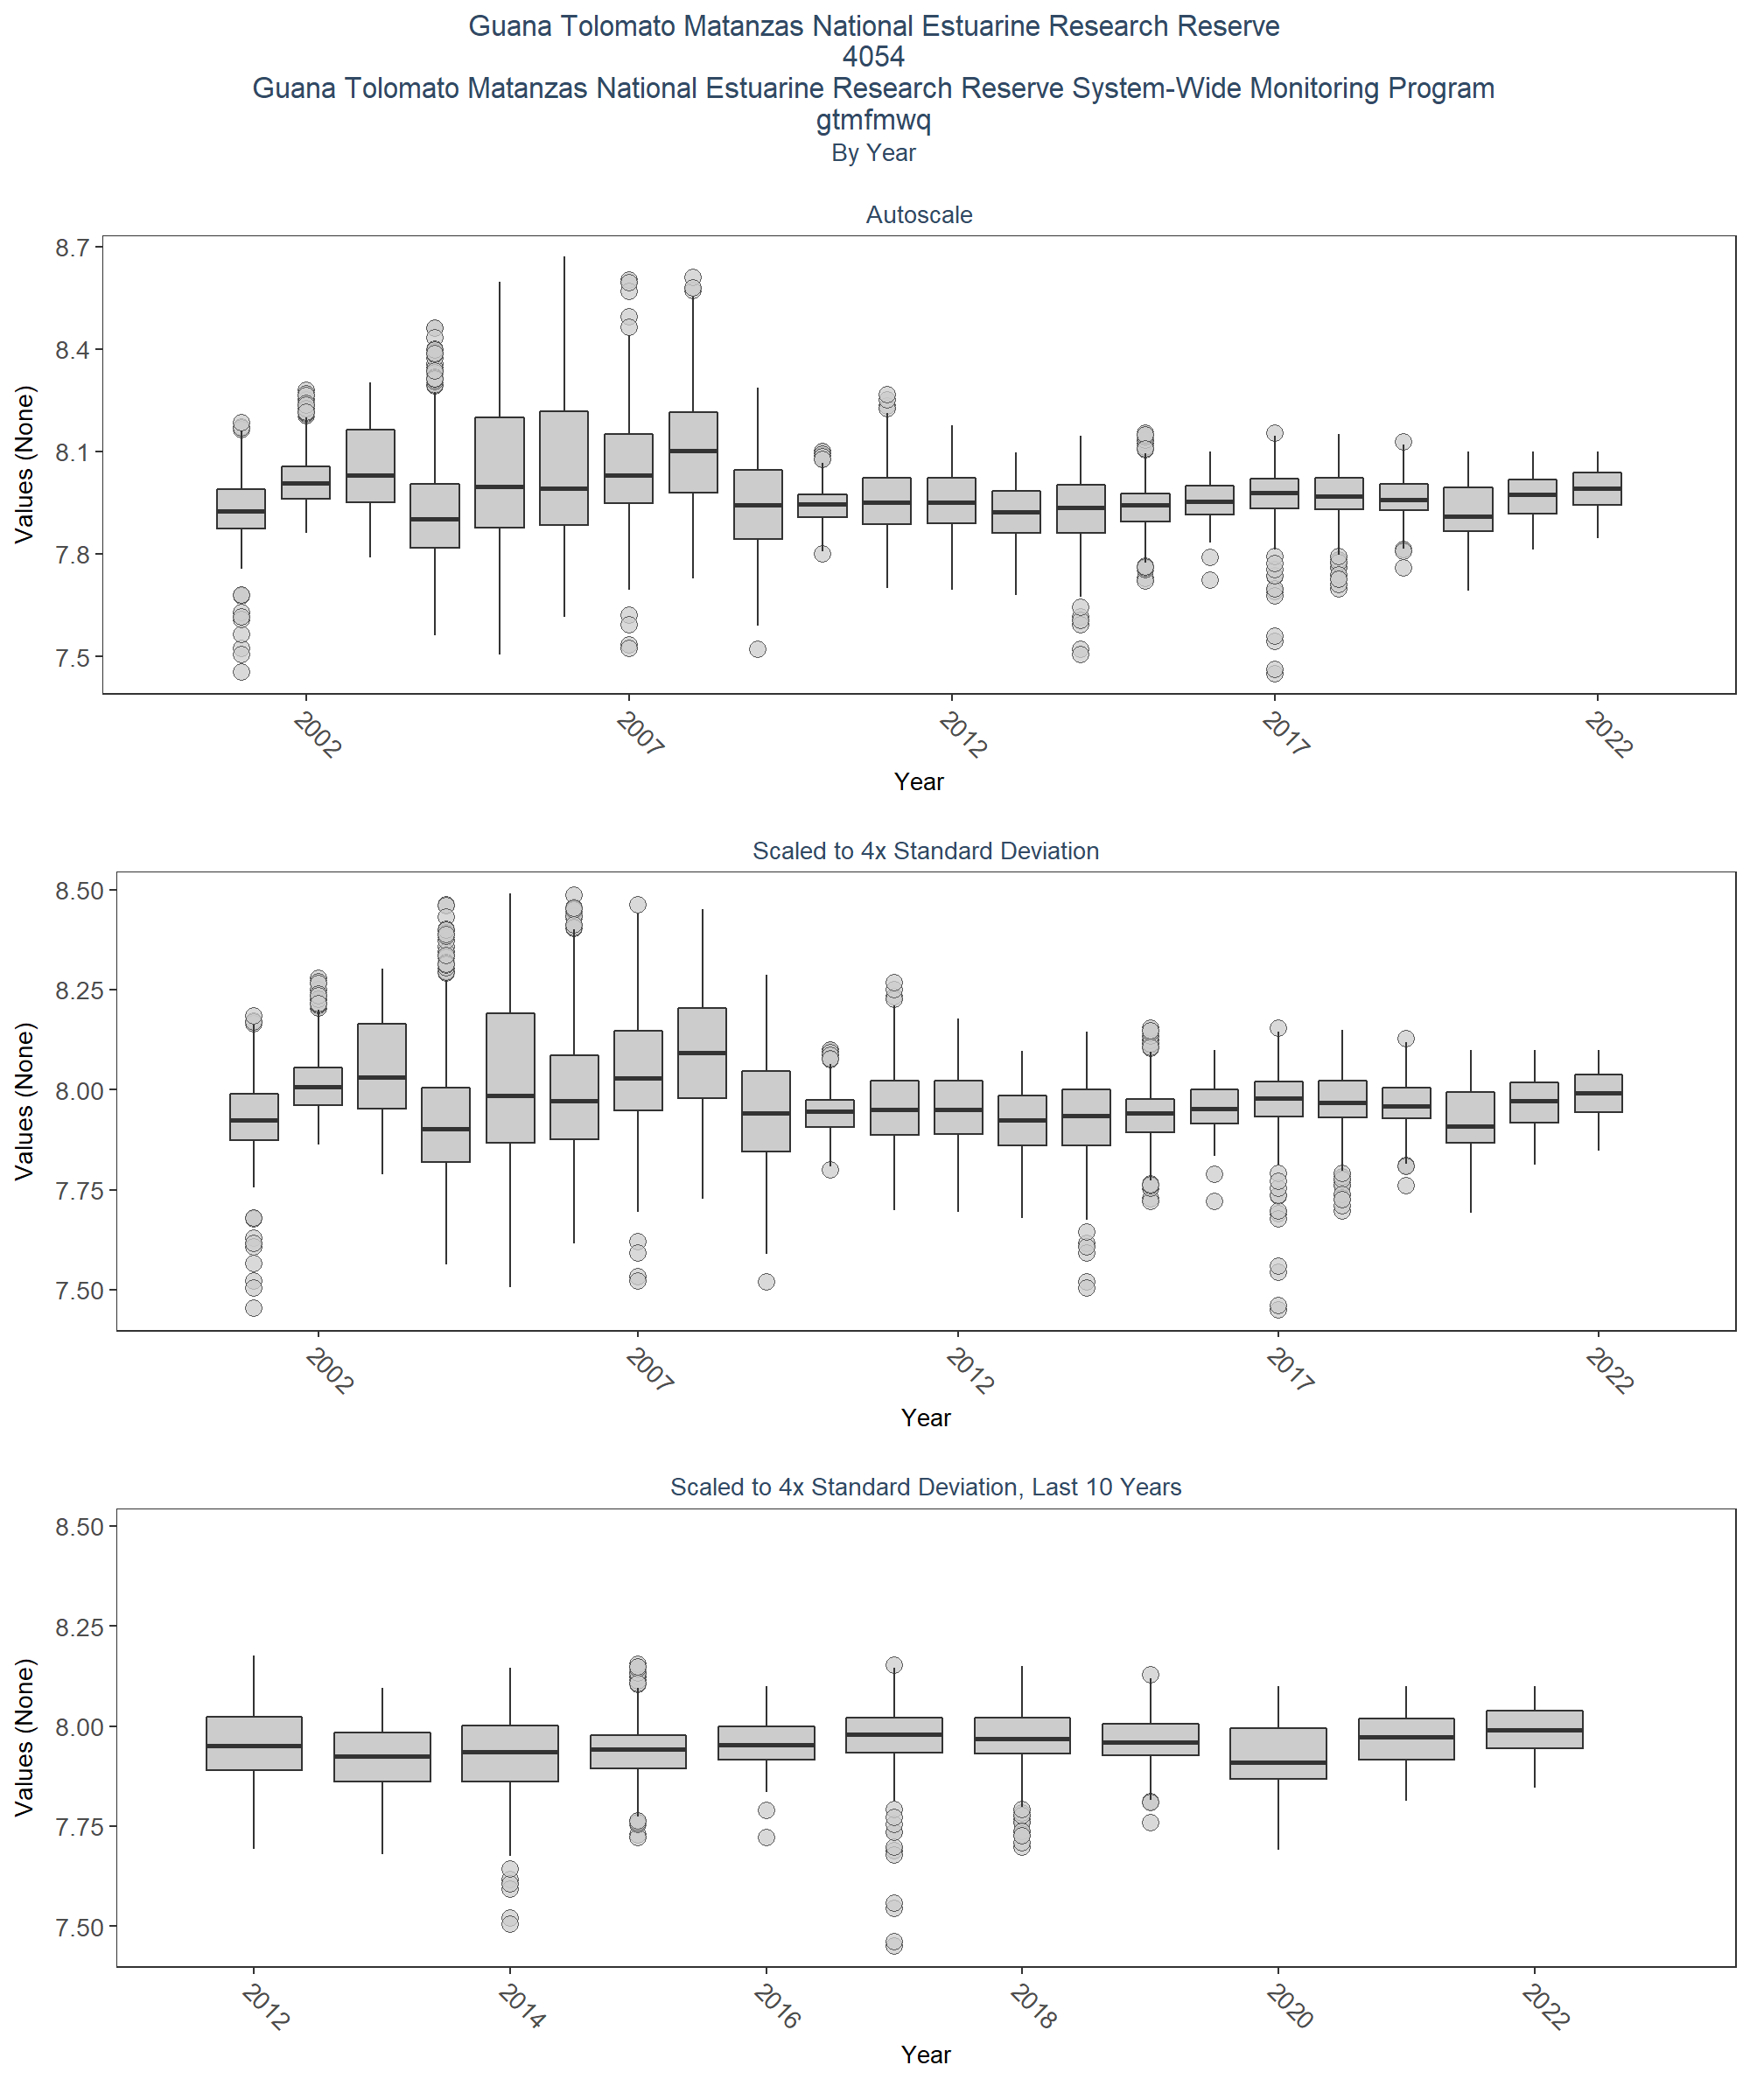 Guana Tolomato Matanzas National Estuarine Research Reserve
4054
Guana Tolomato Matanzas National Estuarine Research Reserve System-Wide Monitoring Program
gtmfmwq
By Year
Autoscale
Values (None)
8.7
8.4
8.1
7.8
7.5
2002
2007
2012
2017
2022
Year
Scaled to 4x Standard Deviation
Values (None)
8.50
8.25
8.00
7.75
7.50
2002
2007
2012
2017
2022
Year
Scaled to 4x Standard Deviation, Last 10 Years
Values (None)
8.50
8.25
8.00
7.75
7.50
2012
2014
2016
2018
2020
2022
Year